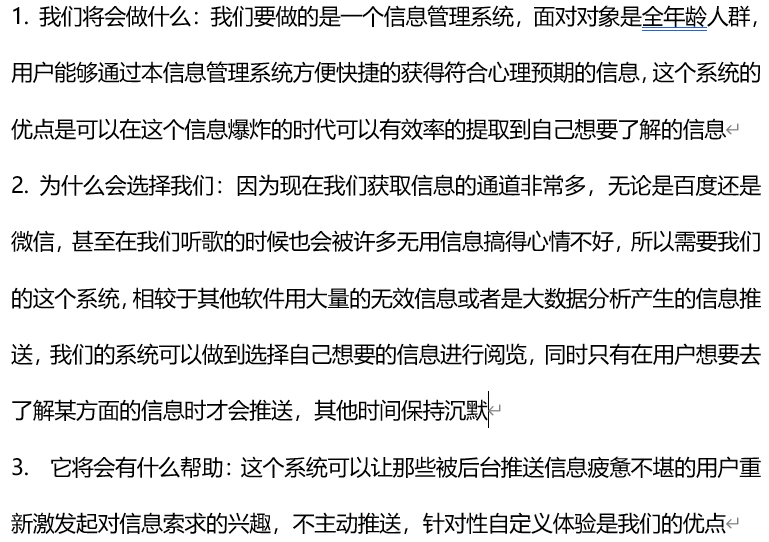 1. 我们将会做什么：我们要做的是一个信息管理系统，面对对象是全年龄人群，
用户能够通过本信息管理系统方便快捷的获得符合心理预期的信息，这个系统的
优点是可以在这个信息爆炸的时代可以有效率的提取到自己想要了解的信息
2. 为什么会选择我们：因为现在我们获取信息的通道非常多，无论是百度还是
微信，甚至在我们听歌的时候也会被许多无用信息搞得心情不好，所以需要我们
的这个系统，相较于其他软件用大量的无效信息或者是大数据分析产生的信息推
送，我们的系统可以做到选择自己想要的信息进行阅览，同时只有在用户想要去
了解某方面的信息时才会推送，其他时间保持沉默
3. 它将会有什么帮助：这个系统可以让那些被后台推送信息疲惫不堪的用户重
新激发起对信息索求的兴趣，不主动推送，针对性自定义体验是我们的优点